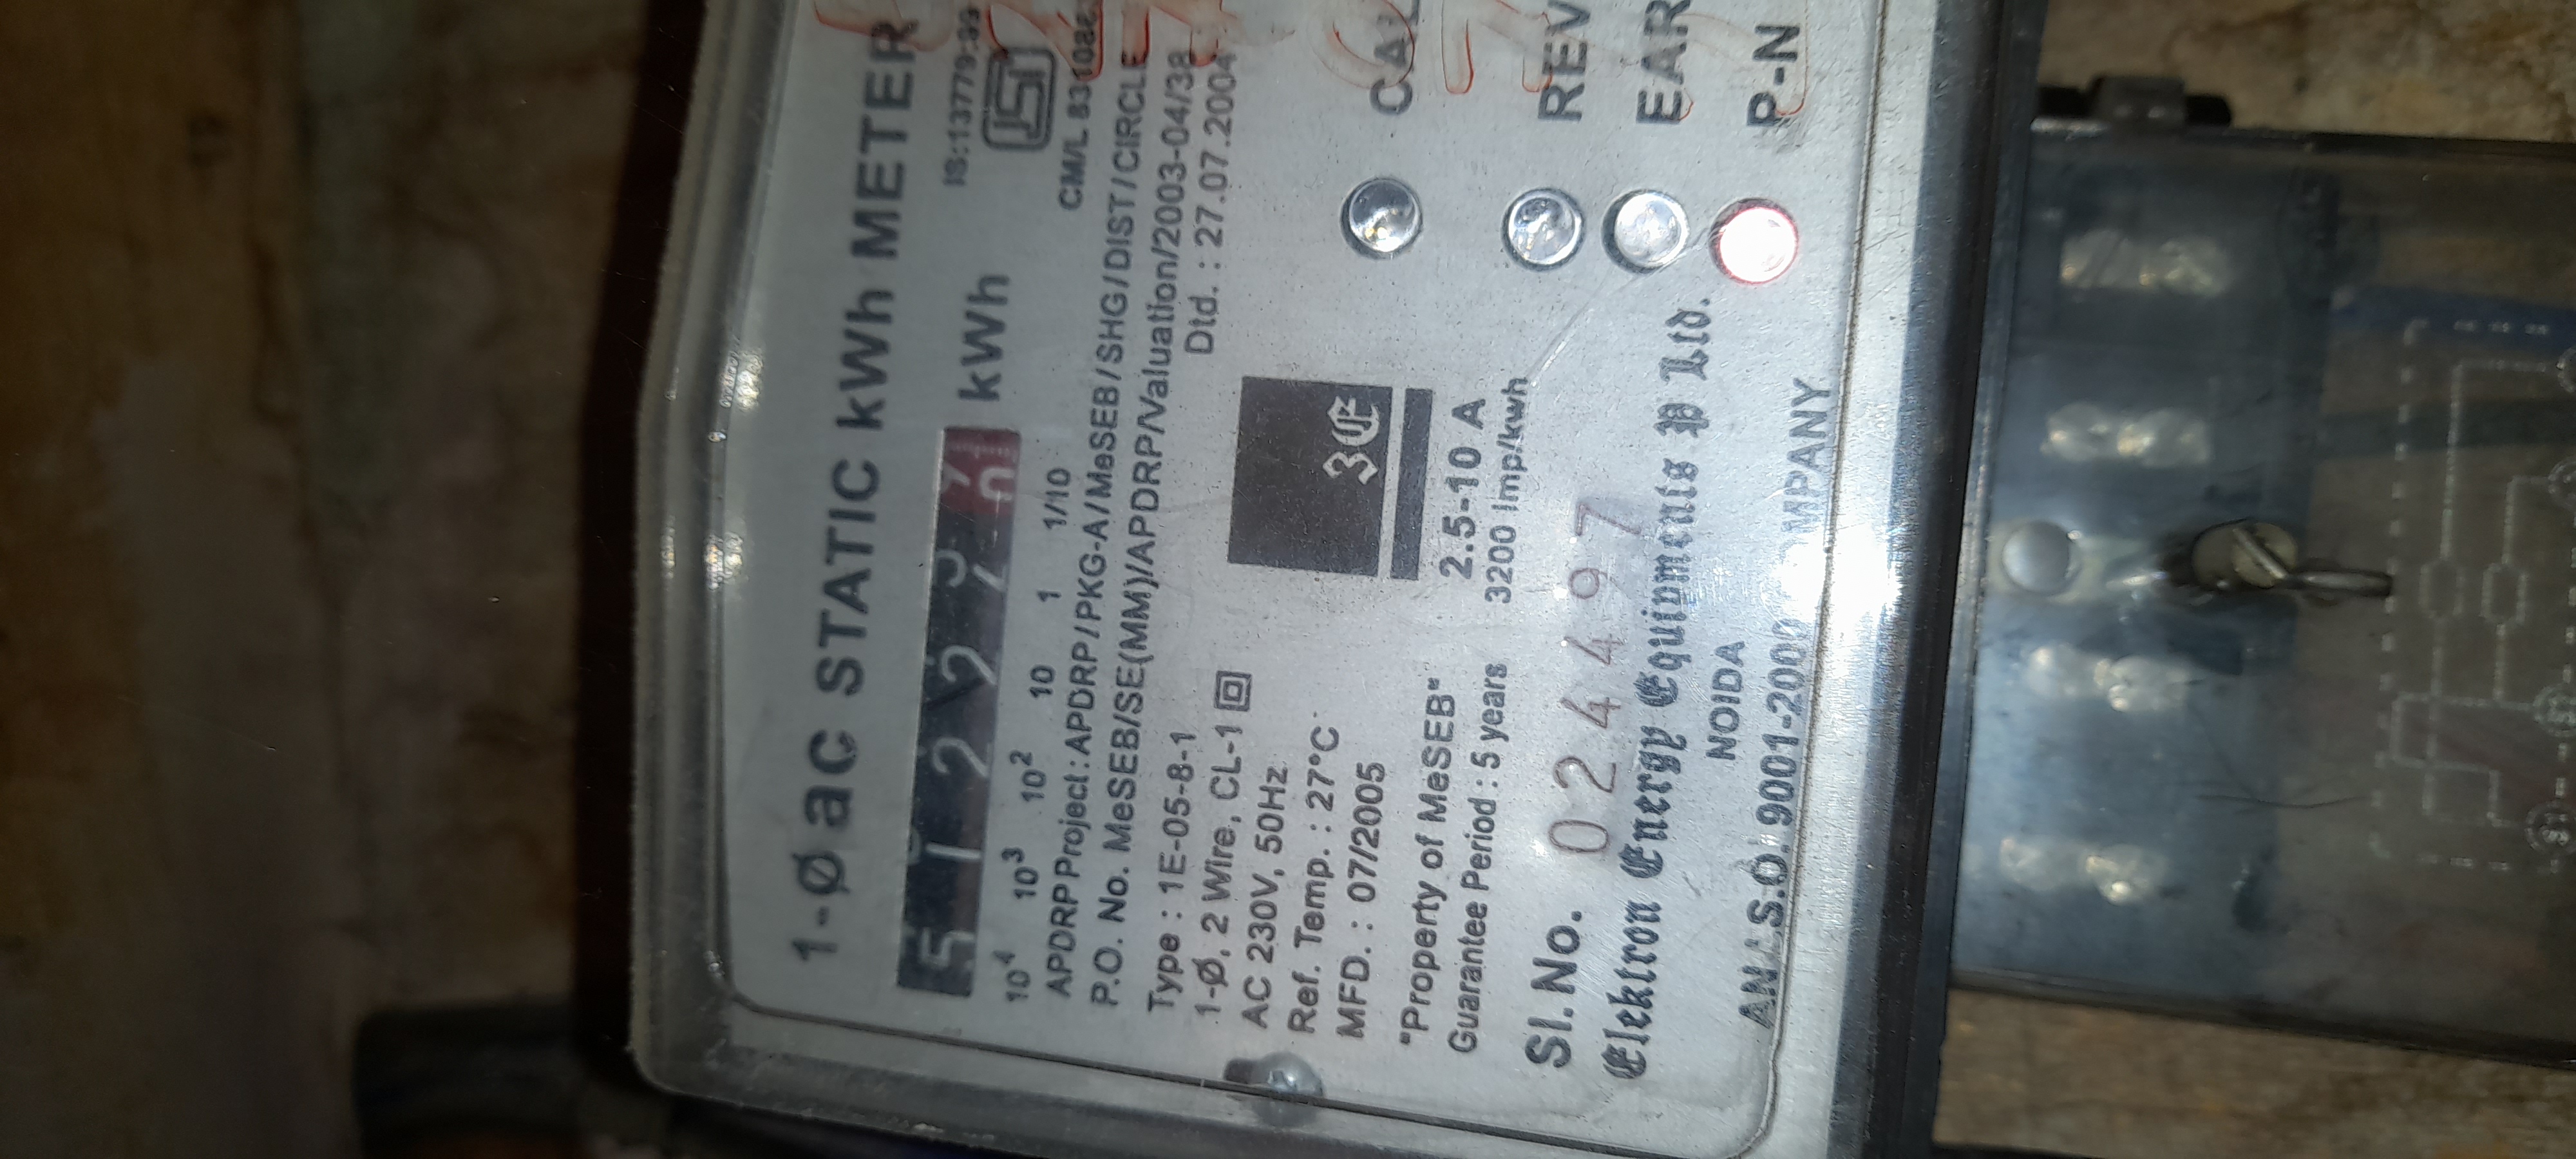 1-Ø ac STATIC kWh METER
IS:13779:99
5122 kWh
10⁴ 10³ 10² 10 1 1/10
CM/L
APDRP Project: APDRP/PKG-A/MeSEB/SHG/DIST/CIRCLE
P.O. No. MeSEB/SE(MM)/APDRP/Valuation/2003-04/38
Dtd. : 27.07.2004
Type : 1E-05-8-1
1-Ø, 2 Wire, CL-1
AC 230V, 50Hz
Ref. Temp. : 27°C
MFD. : 07/2005
3E
CAL
"Property of MeSEB"
2.5-10 A
Guarantee Period : 5 years 3200 Imp/kwh
REV
Sl. No. 024497
EAR
Elektron Energy Equipments P Ltd.
P-N
NOIDA
AN I.S.O. 9001-2000